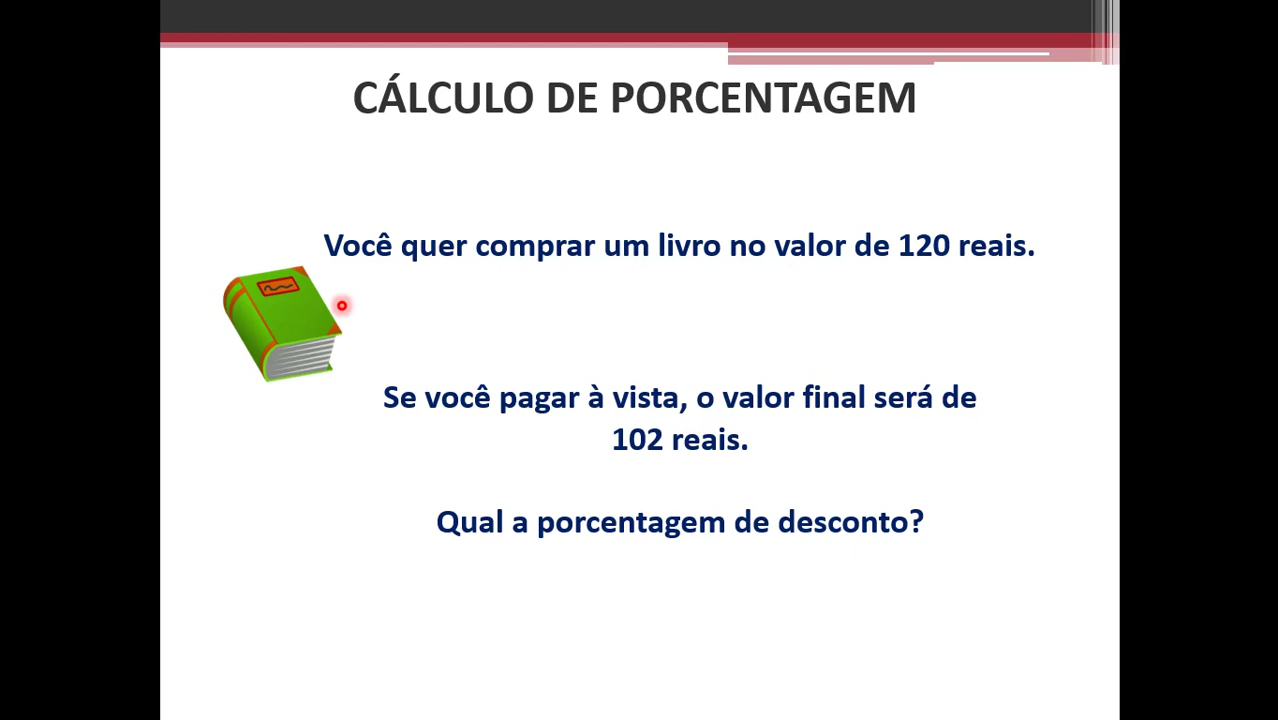 CÁLCULO DE PORCENTAGEM
Você quer comprar um livro no valor de 120 reais.
Se você pagar à vista, o valor final será de
102 reais.
Qual a porcentagem de desconto?